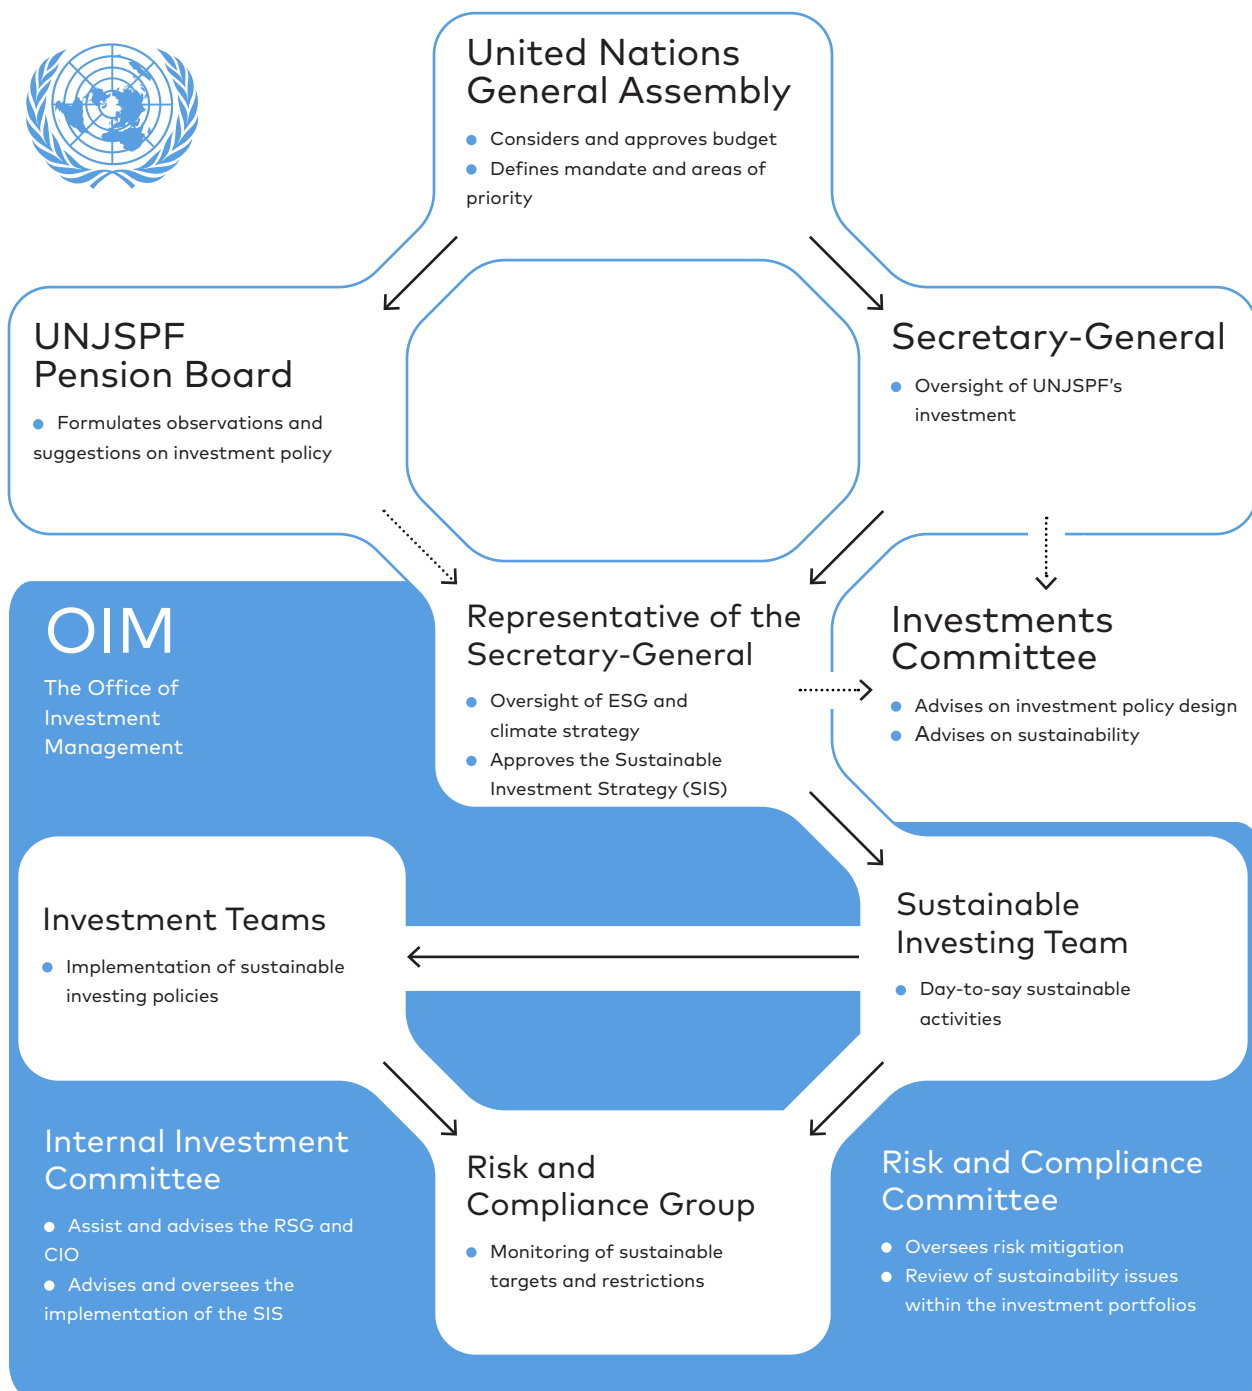 United Nations
General Assembly
● Considers and approves budget
● Defines mandate and areas of
priority
UNJSPF
Pension Board
● Formulates observations and
suggestions on investment policy
Secretary-General
● Oversight of UNJSPF's
investment
OIM
The Office of
Investment
Management
Representative of the
Secretary-General
● Oversight of ESG and
climate strategy
● Approves the Sustainable
Investment Strategy (SIS)
Investments
Committee
● Advises on investment policy design
● Advises on sustainability
Investment Teams
● Implementation of sustainable
investing policies
Sustainable
Investing Team
● Day-to-say sustainable
activities
Internal Investment
Committee
● Assist and advises the RSG and
CIO
● Advises and oversees the
implementation of the SIS
Risk and
Compliance Group
● Monitoring of sustainable
targets and restrictions
Risk and Compliance
Committee
● Oversees risk mitigation
● Review of sustainability issues
within the investment portfolios